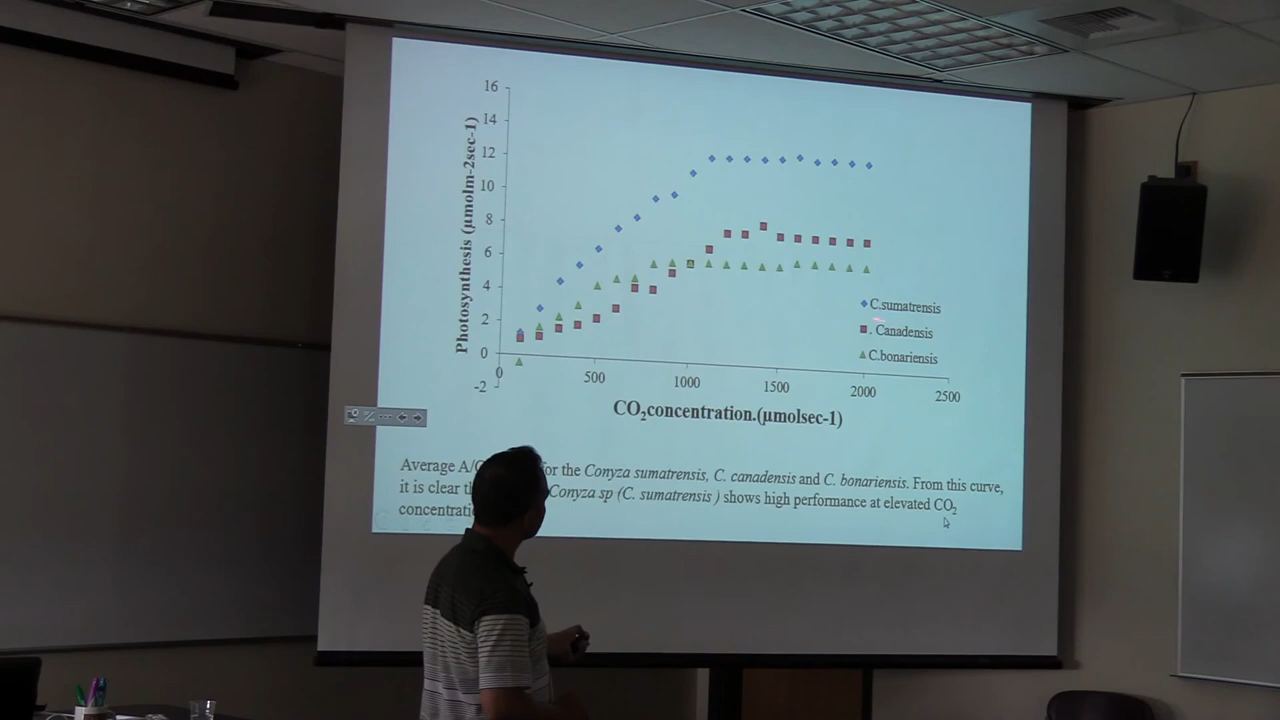 16
14
12
10
8
6
4
2
0
-2
Photosynthesis (µmolm-2sec-1)
0 500 1000 1500 2000 2500
CO₂concentration.(µmolsec-1)
C.sumatrensis
. Canadensis
C.bonariensis
Average for the Conyza sumatrensis, C. canadensis and C. bonariensis. From this curve,
it is clear Conyza sp (C. sumatrensis ) shows high performance at elevated CO₂